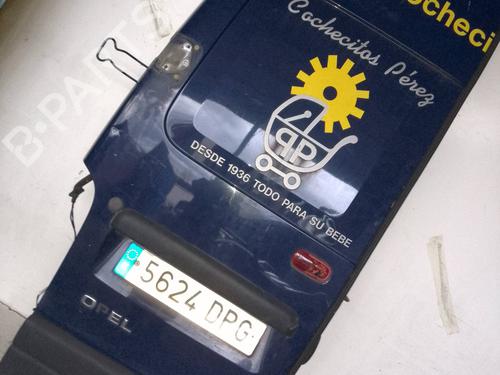 ocheci
Cochecitos Pérez
DESDE 1936 TODO PARA SU BEBE
5624 DPG
OPEL
B-PARTS